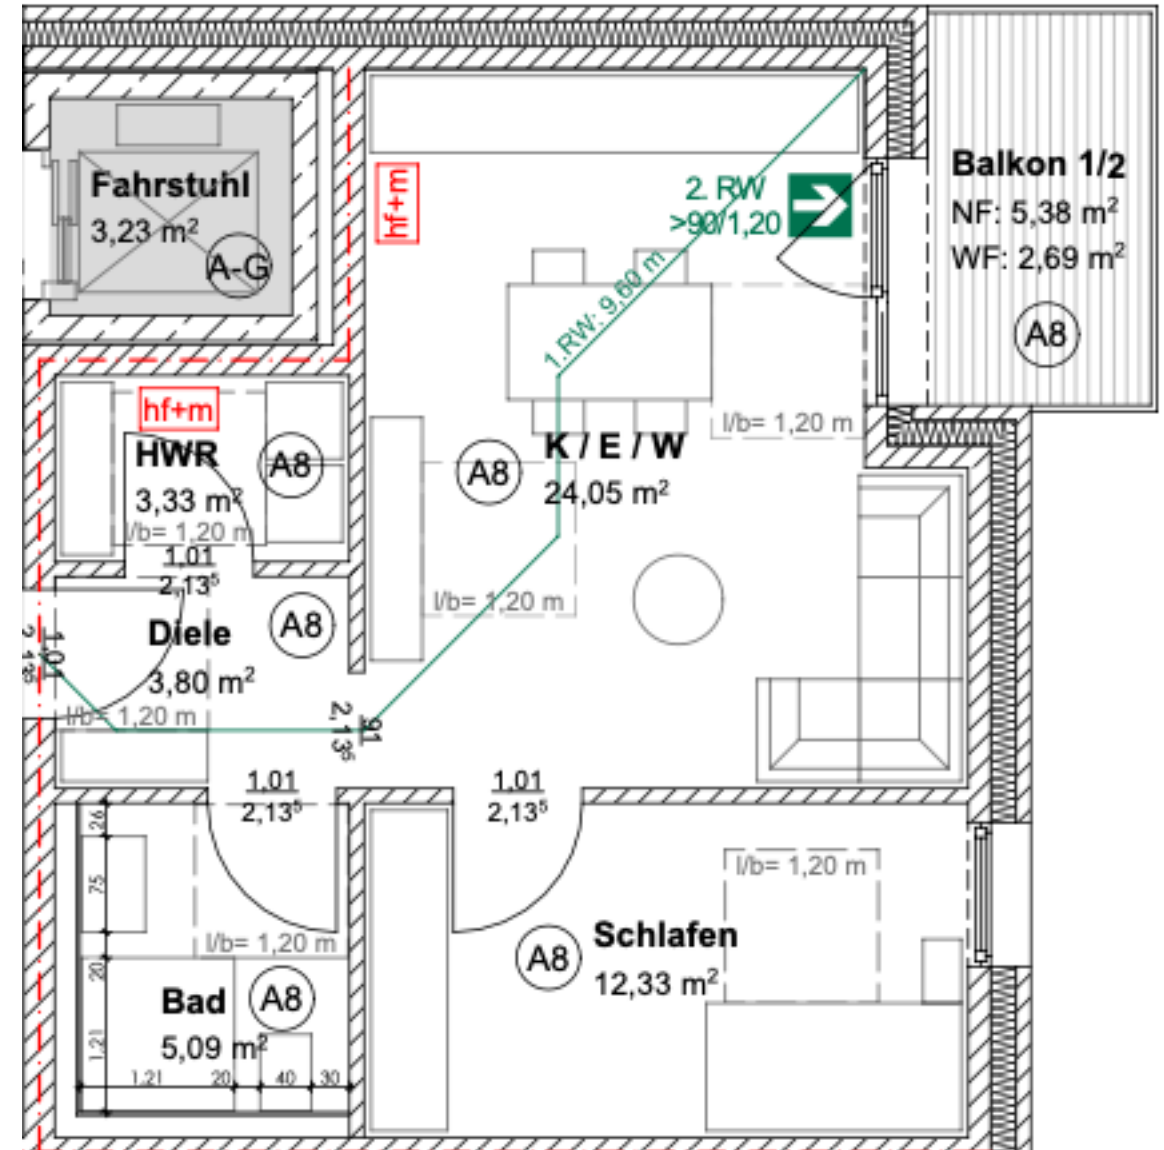 Fahrstuhl
3,23 m²
A-G
hf+m
2. RW
>90/1,20
Balkon 1/2
NF: 5,38 m²
WF: 2,69 m²
A8
1.RW: 9,60 m
hf+m
HWR
3,33 m²
A8
l/b= 1,20 m
1,01
2,13⁵
l/b= 1,20 m
K / E / W
24,05 m²
A8
l/b= 1,20 m
Diele
3,80 m²
A8
1,01
2,13⁵
l/b= 1,20 m
91
2,13⁵
1,01
2,13⁵
1,01
2,13⁵
26
75
20
1,21
l/b= 1,20 m
Bad
5,09 m²
A8
1,21
20
40
30
l/b= 1,20 m
Schlafen
12,33 m²
A8